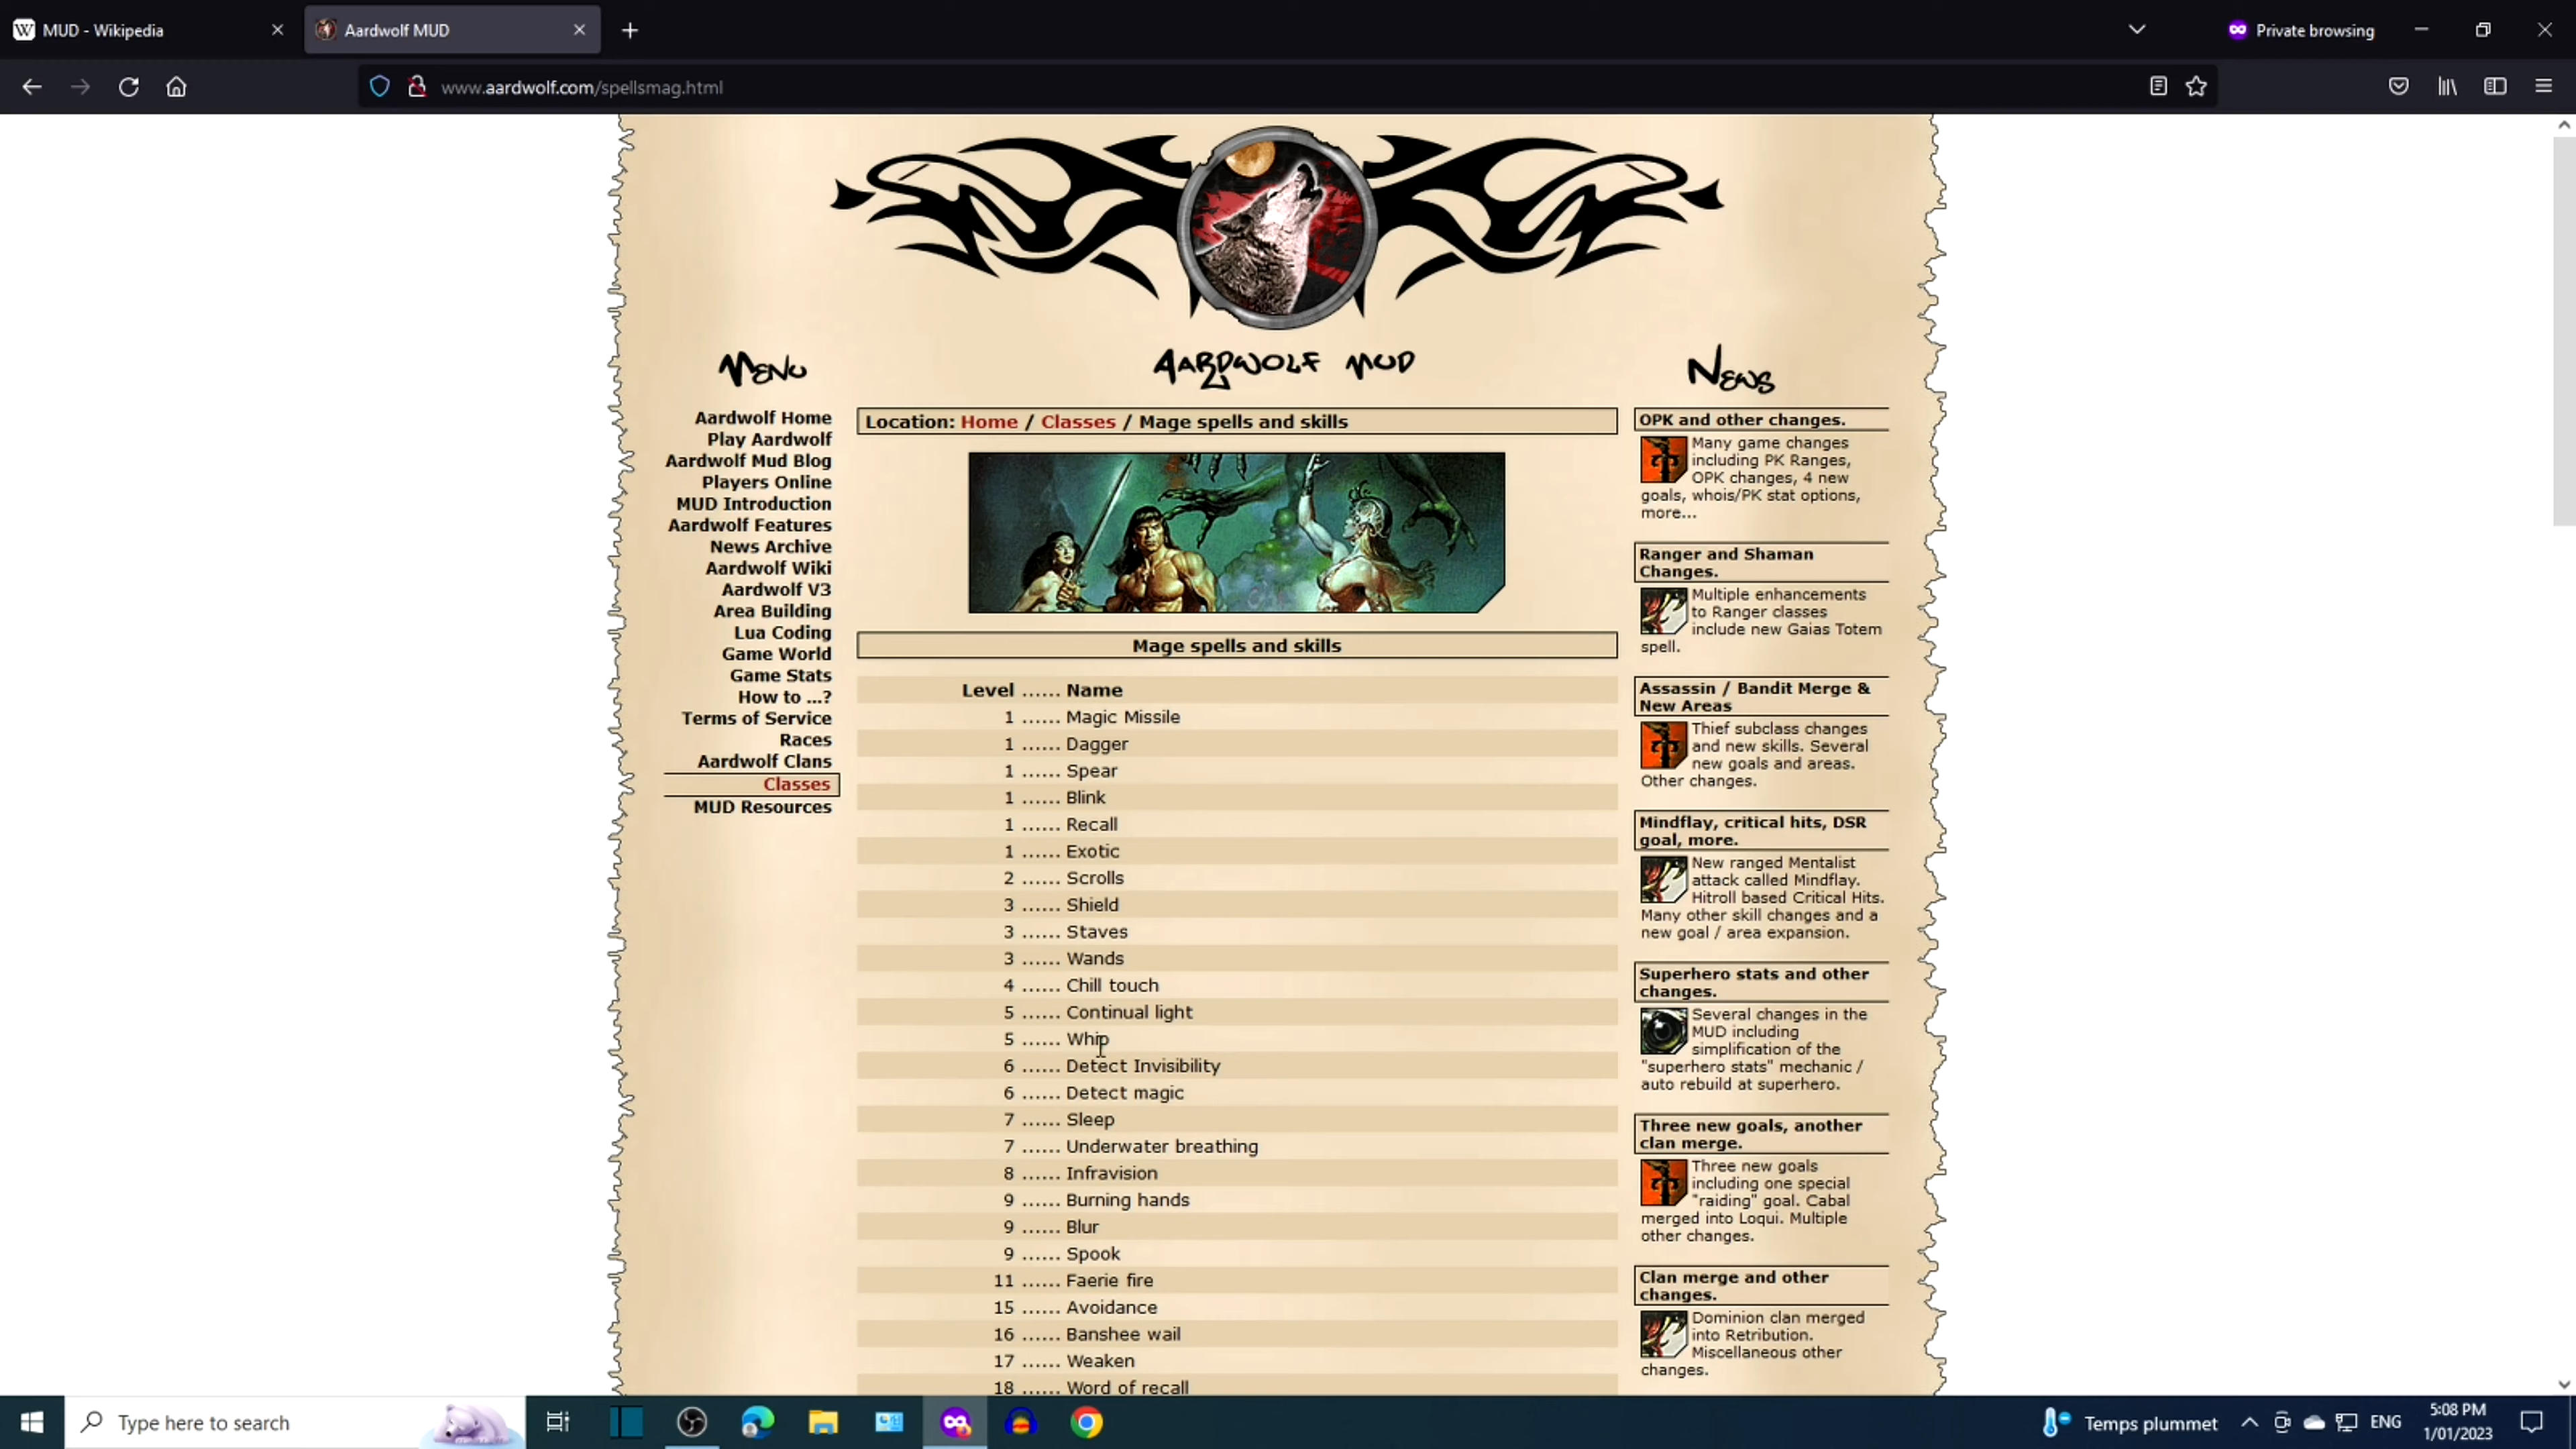 MUD - Wikipedia
Aardwolf MUD
Private browsing
www.aardwolf.com/spellsmag.html
Menu
Aardwolf Home
Play Aardwolf
Aardwolf Mud Blog
Players Online
MUD Introduction
Aardwolf Features
News Archive
Aardwolf Wiki
Aardwolf V3
Area Building
Lua Coding
Game World
Game Stats
How to ...?
Terms of Service
Races
Aardwolf Clans
Classes
MUD Resources
Aardwolf MUD
Location: Home / Classes / Mage spells and skills
Mage spells and skills
Level ...... Name
1 ...... Magic Missile
1 ...... Dagger
1 ...... Spear
1 ...... Blink
1 ...... Recall
1 ...... Exotic
2 ...... Scrolls
3 ...... Shield
3 ...... Staves
3 ...... Wands
4 ...... Chill touch
5 ...... Continual light
5 ...... Whip
6 ...... Detect Invisibility
6 ...... Detect magic
7 ...... Sleep
7 ...... Underwater breathing
8 ...... Infravision
9 ...... Burning hands
9 ...... Blur
9 ...... Spook
11 ...... Faerie fire
15 ...... Avoidance
16 ...... Banshee wail
17 ...... Weaken
18 ...... Word of recall
News
OPK and other changes.
Many game changes
including PK Ranges,
OPK changes, 4 new
goals, whois/PK stat options,
more...
Ranger and Shaman
Changes.
Multiple enhancements
to Ranger classes
include new Gaias Totem
spell.
Assassin / Bandit Merge &
New Areas
Thief subclass changes
and new skills. Several
new goals and areas.
Other changes.
Mindflay, critical hits, DSR
goal, more.
New ranged Mentalist
attack called Mindflay.
Hitroll based Critical Hits.
Many other skill changes and a
new goal / area expansion.
Superhero stats and other
changes.
Several changes in the
MUD including
simplification of the
"superhero stats" mechanic /
auto rebuild at superhero.
Three new goals, another
clan merge.
Three new goals
including one special
"raiding" goal. Cabal
merged into Loqui. Multiple
other changes.
Clan merge and other
changes.
Dominion clan merged
into Retribution.
Miscellaneous other
changes.
Type here to search
Temps plummet
ENG
5:08 PM
1/01/2023